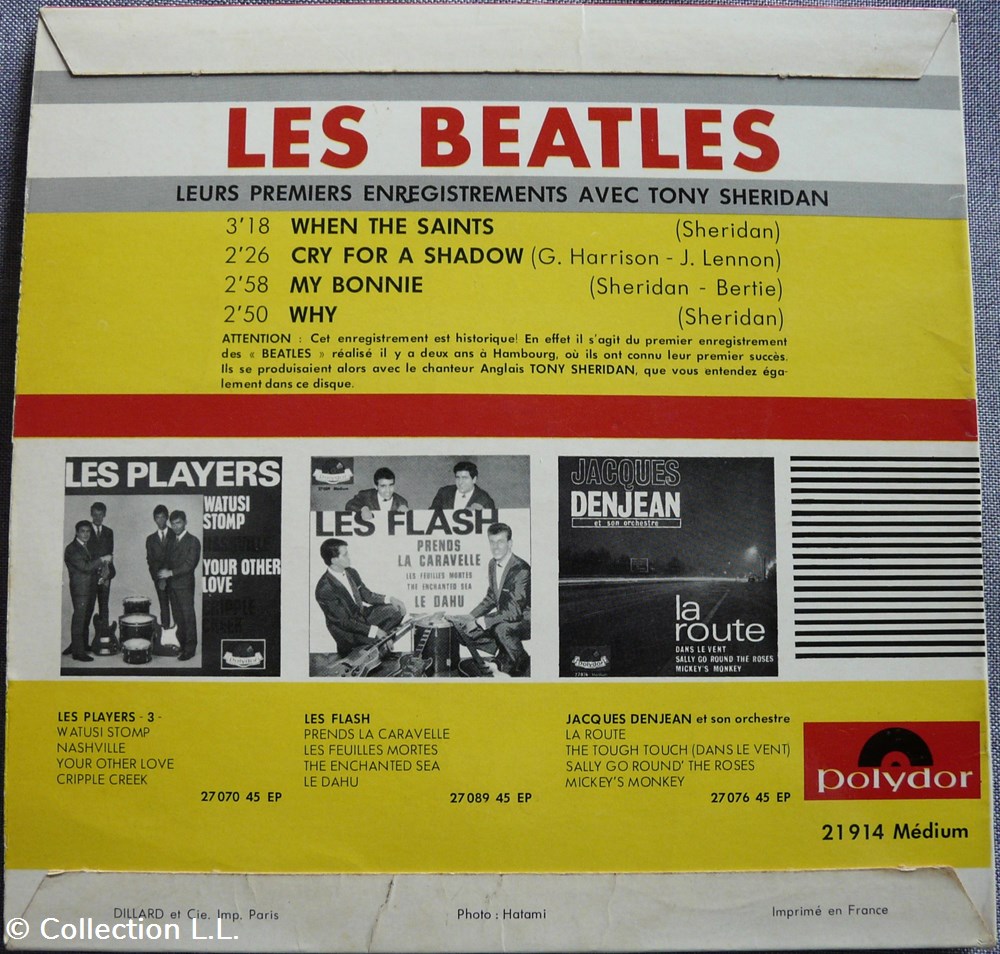 LES BEATLES
LEURS PREMIERS ENREGISTREMENTS AVEC TONY SHERIDAN
3'18 WHEN THE SAINTS (Sheridan)
2'26 CRY FOR A SHADOW (G. Harrison - J. Lennon)
2'58 MY BONNIE (Sheridan - Bertie)
2'50 WHY (Sheridan)
ATTENTION : Cet enregistrement est historique! En effet il s'agit du premier enregistrement
des « BEATLES » réalisé il y a deux ans à Hambourg, où ils ont connu leur premier succès.
Ils se produisaient alors avec le chanteur Anglais TONY SHERIDAN, que vous entendez éga-
lement dans ce disque.
LES PLAYERS
WATUSI
STOMP
NASHVILLE
YOUR OTHER
LOVE
CRIPPLE
CREEK
Polydor
LES FLASH
PRENDS
LA CARAVELLE
LES FEUILLES MORTES
THE ENCHANTED SEA
LE DAHU
JACQUES
DENJEAN
et son orchestre
la
route
DANS LE VENT
SALLY GO ROUND THE ROSES
MICKEY'S MONKEY
Polydor
LES PLAYERS - 3 -
WATUSI STOMP
NASHVILLE
YOUR OTHER LOVE
CRIPPLE CREEK
27070 45 EP
LES FLASH
PRENDS LA CARAVELLE
LES FEUILLES MORTES
THE ENCHANTED SEA
LE DAHU
27089 45 EP
JACQUES DENJEAN et son orchestre
LA ROUTE
THE TOUGH TOUCH (DANS LE VENT)
SALLY GO ROUND' THE ROSES
MICKEY'S MONKEY
27076 45 EP
polydor
21914 Médium
DILLARD et Cie. Imp. Paris
Photo : Hatami
Imprimé en France
© Collection L.L.